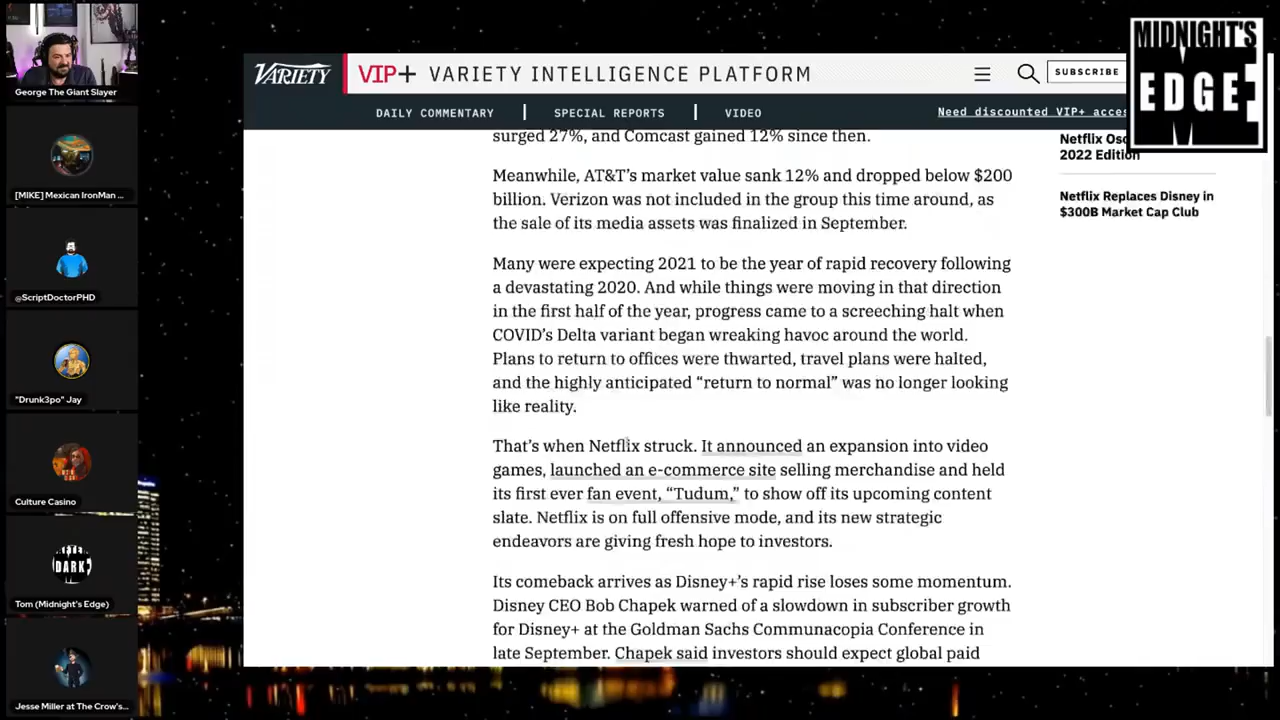 George The Giant Slayer
[MIKE] Mexican IronMan ...
@ScriptDoctorPHD
"Drunk3po" Jay
Culture Casino
DARK
Tom (Midnight's Edge)
Jesse Miller at The Crow's...
VARIETY
VIP+ VARIETY INTELLIGENCE PLATFORM
SUBSCRIBE
MIDNIGHT'S
EDGE
DAILY COMMENTARY
SPECIAL REPORTS
VIDEO
Need discounted VIP+ acces
surged 27%, and Comcast gained 12% since then.
Meanwhile, AT&T’s market value sank 12% and dropped below $200
billion. Verizon was not included in the group this time around, as
the sale of its media assets was finalized in September.
Many were expecting 2021 to be the year of rapid recovery following
a devastating 2020. And while things were moving in that direction
in the first half of the year, progress came to a screeching halt when
COVID’s Delta variant began wreaking havoc around the world.
Plans to return to offices were thwarted, travel plans were halted,
and the highly anticipated “return to normal” was no longer looking
like reality.
That’s when Netflix struck. It announced an expansion into video
games, launched an e-commerce site selling merchandise and held
its first ever fan event, “Tudum,” to show off its upcoming content
slate. Netflix is on full offensive mode, and its new strategic
endeavors are giving fresh hope to investors.
Its comeback arrives as Disney+’s rapid rise loses some momentum.
Disney CEO Bob Chapek warned of a slowdown in subscriber growth
for Disney+ at the Goldman Sachs Communacopia Conference in
late September. Chapek said investors should expect global paid
Netflix Osc
2022 Edition
Netflix Replaces Disney in
$300B Market Cap Club